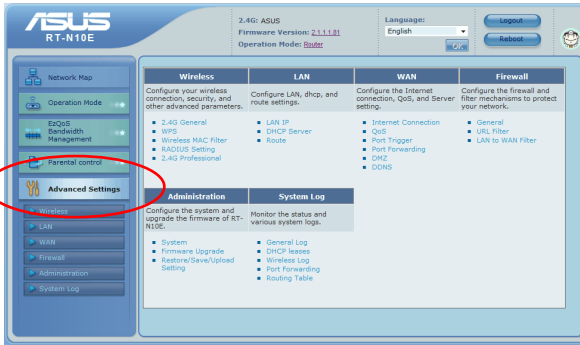 ASUS
RT-N10E
2.4G: ASUS
Firmware Version: 2.1.1.1.81
Operation Mode: Router
Language:
English
OK
Logout
Reboot
Network Map
Operation Mode
EzQoS
Bandwidth
Management
Parental control
Advanced Settings
Wireless
LAN
WAN
Firewall
Administration
System Log
Wireless
Configure your wireless
connection, security, and
other advanced parameters.
2.4G General
WPS
Wireless MAC Filter
RADIUS Setting
2.4G Professional
LAN
Configure LAN, dhcp, and
route settings.
LAN IP
DHCP Server
Route
WAN
Configure the Internet
connection, QoS, and Server
setting.
Internet Connection
QoS
Port Trigger
Port Forwarding
DMZ
DDNS
Firewall
Configure the firewall and
filter mechanisms to protect
your network.
General
URL Filter
LAN to WAN Filter
Administration
Configure the system and
upgrade the firmware of RT-
N10E.
System
Firmware Upgrade
Restore/Save/Upload
Setting
System Log
Monitor the status and
various system logs.
General Log
DHCP leases
Wireless Log
Port Forwarding
Routing Table